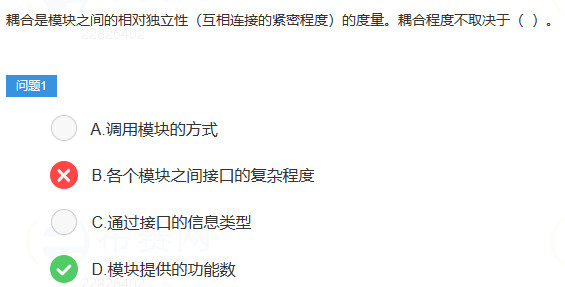 耦合是模块之间的相对独立性（互相连接的紧密程度）的度量。耦合程度不取决于（ ）。
22826402
问题1
A.调用模块的方式
B.各个模块之间接口的复杂程度
C.通过接口的信息类型
D.模块提供的功能数